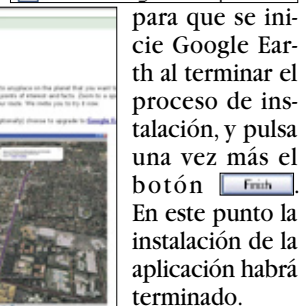 para que se ini-
cie Google Ear-
th al terminar el
proceso de ins-
talación, y pulsa
una vez más el
botón Finish.
En este punto la
instalación de la
aplicación habrá
terminado.